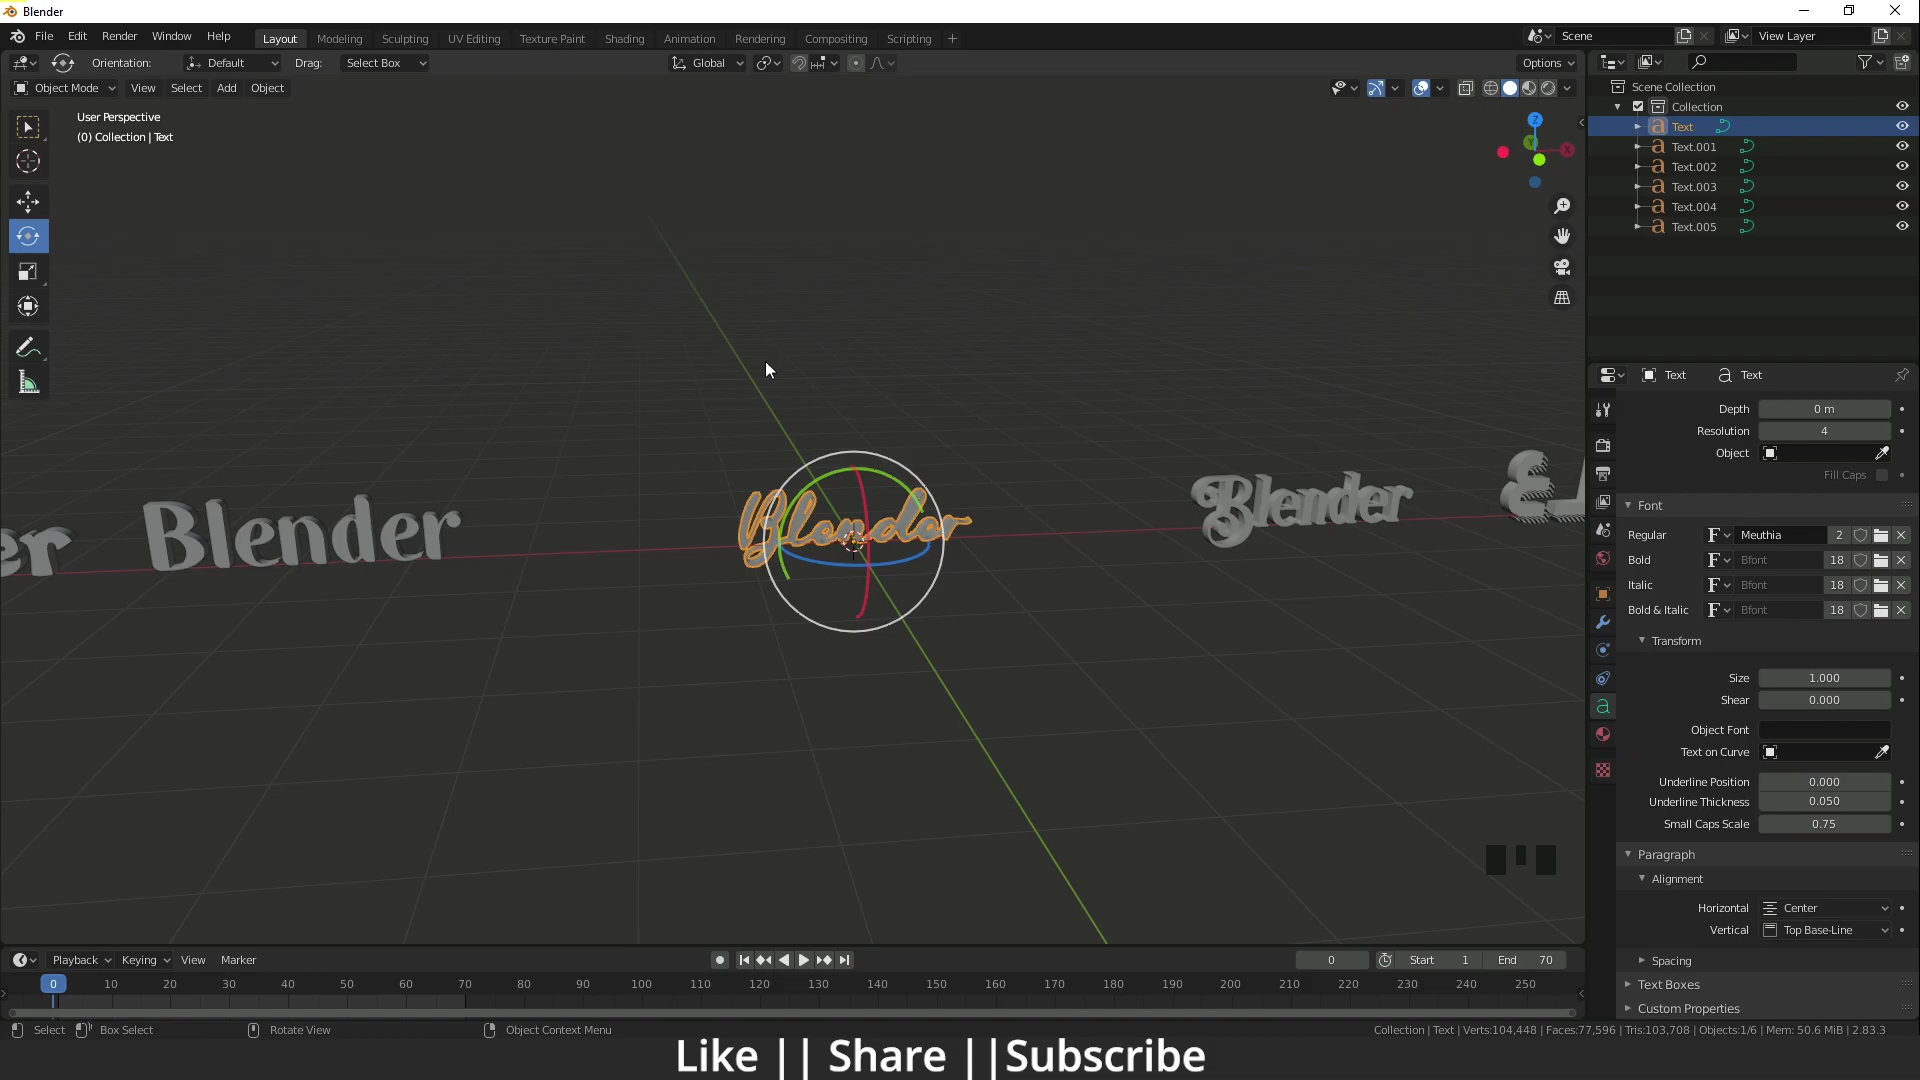 Blender
File Edit Render Window Help Layout Modeling Sculpting UV Editing Texture Paint Shading Animation Rendering Compositing Scripting + Scene View Layer
Orientation: Default Drag: Select Box Global Options
Object Mode View Select Add Object
User Perspective
(0) Collection | Text
Z
Y
X
Scene Collection
Collection
Text
Text.001
Text.002
Text.003
Text.004
Text.005
Text Text
Depth 0 m
Resolution 4
Object
Fill Caps
Font
Regular F Meuthia 2
Bold F Bfont 18
Italic F Bfont 18
Bold & Italic F Bfont 18
Transform
Size 1.000
Shear 0.000
Object Font
Text on Curve
Underline Position 0.000
Underline Thickness 0.050
Small Caps Scale 0.75
Paragraph
Alignment
Horizontal Center
Vertical Top Base-Line
Spacing
Text Boxes
Custom Properties
er Blender Blender Blender
Playback Keying View Marker 0 Start 1 End 70
0 10 20 30 40 50 60 70 80 90 100 110 120 130 140 150 160 170 180 190 200 210 220 230 240 250
Select Box Select Rotate View Object Context Menu Collection | Text | Verts:104,448 | Faces:77,596 | Tris:103,708 | Objects:1/6 | Mem: 50.6 MiB | 2.83.3
Like || Share ||Subscribe